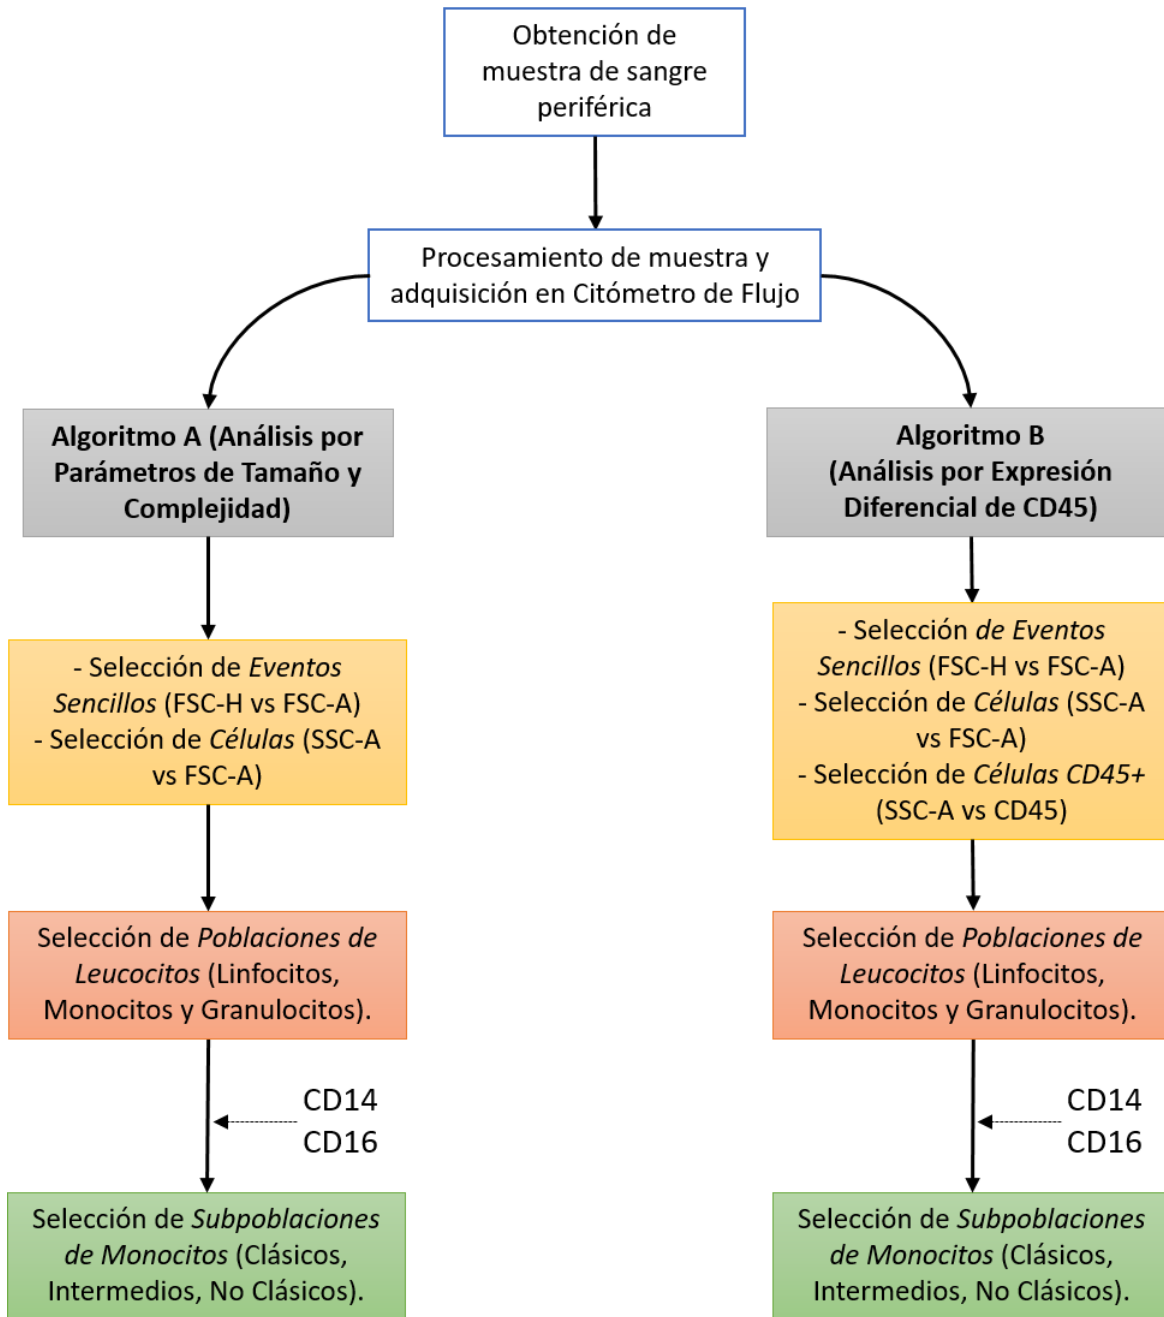 Obtención de
muestra de sangre
periférica
Procesamiento de muestra y
adquisición en Citómetro de Flujo
Algoritmo A (Análisis por
Parámetros de Tamaño y
Complejidad)
- Selección de Eventos
Sencillos (FSC-H vs FSC-A)
- Selección de Células (SSC-A
vs FSC-A)
Selección de Poblaciones de
Leucocitos (Linfocitos,
Monocitos y Granulocitos).
CD14
CD16
Selección de Subpoblaciones
de Monocitos (Clásicos,
Intermedios, No Clásicos).
Algoritmo B
(Análisis por Expresión
Diferencial de CD45)
- Selección de Eventos
Sencillos (FSC-H vs FSC-A)
- Selección de Células (SSC-A
vs FSC-A)
- Selección de Células CD45+
(SSC-A vs CD45)
Selección de Poblaciones de
Leucocitos (Linfocitos,
Monocitos y Granulocitos).
CD14
CD16
Selección de Subpoblaciones
de Monocitos (Clásicos,
Intermedios, No Clásicos).